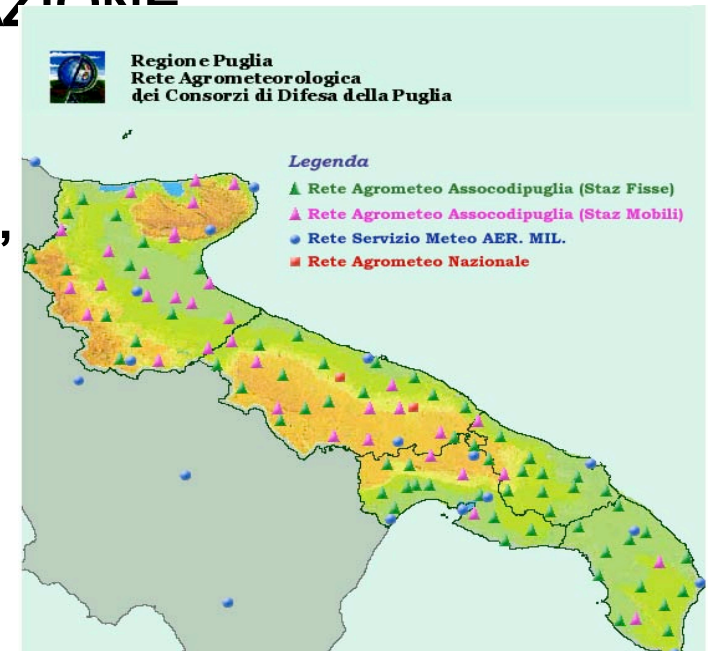 Regione Puglia
Rete Agrometeorologica
dei Consorzi di Difesa della Puglia
Legenda
Rete Agrometeo Assocodipuglia (Staz Fisse)
Rete Agrometeo Assocodipuglia (Staz Mobili)
Rete Servizio Meteo AER. MIL.
Rete Agrometeo Nazionale